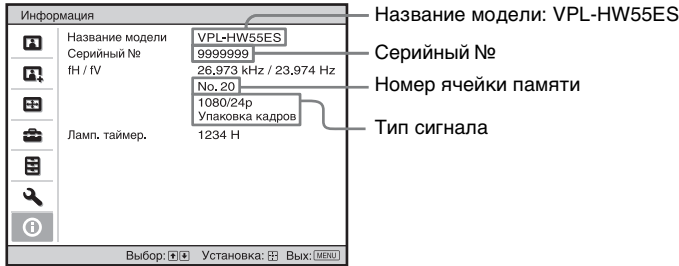 Информация
Название модели VPL-HW55ES
Серийный № 9999999
fH / fV 26.973 kHz / 23.974 Hz
No. 20
1080/24p
Упаковка кадров
Ламп. таймер. 1234 H
Выбор: Установка: Вых: MENU
Название модели: VPL-HW55ES
Серийный №
Номер ячейки памяти
Тип сигнала